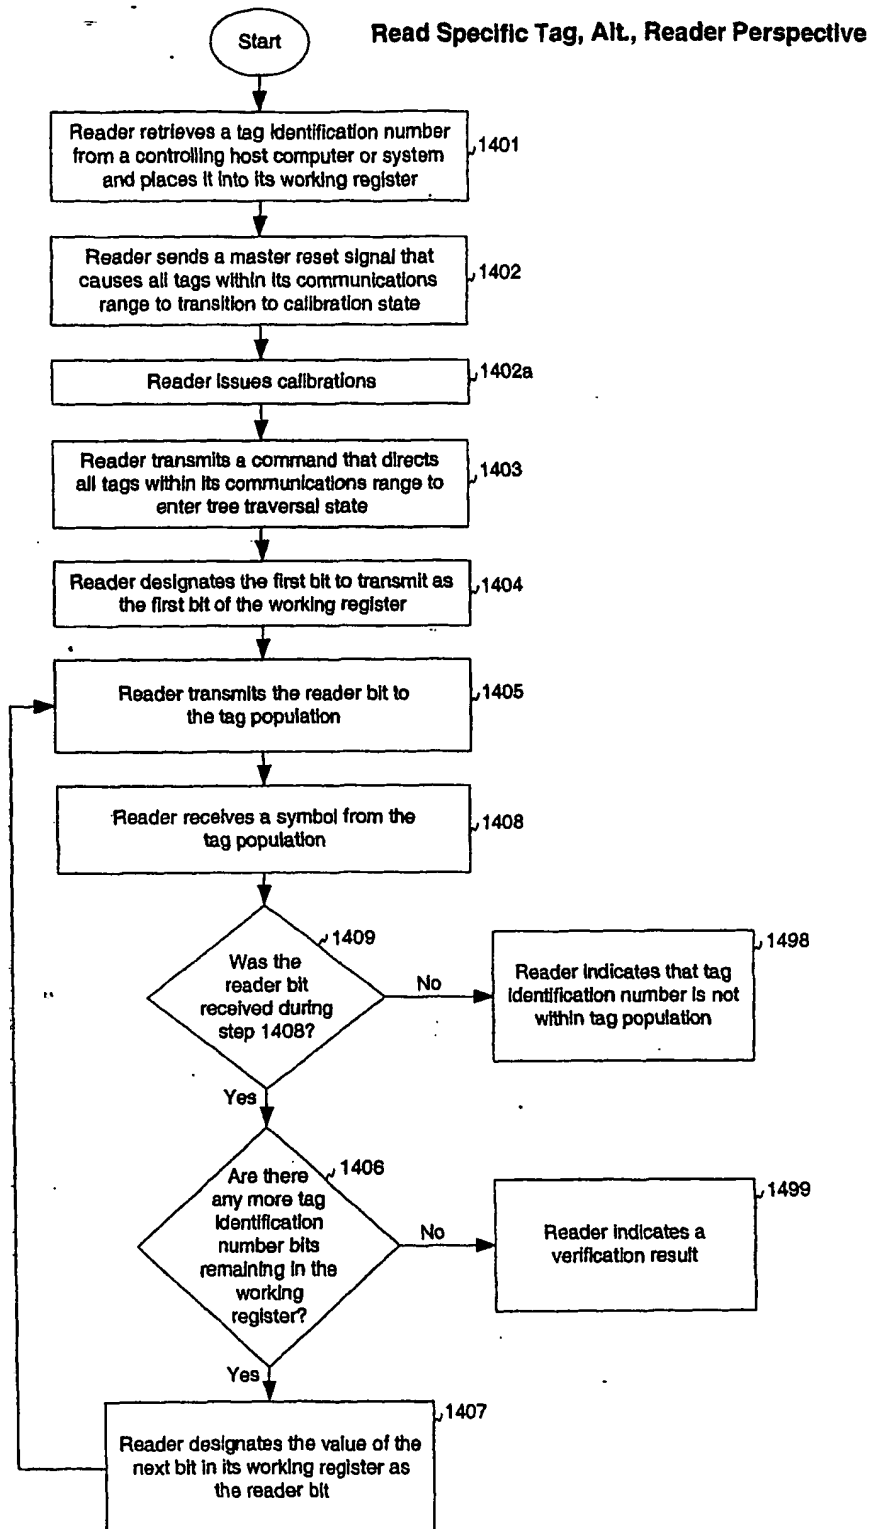 Read Specific Tag, Alt., Reader Perspective
Start
Reader retrieves a tag identification number
from a controlling host computer or system
and places it into its working register
1401
Reader sends a master reset signal that
causes all tags within its communications
range to transition to calibration state
1402
Reader issues calibrations
1402a
Reader transmits a command that directs
all tags within its communications range to
enter tree traversal state
1403
Reader designates the first bit to transmit as
the first bit of the working register
1404
Reader transmits the reader bit to
the tag population
1405
Reader receives a symbol from the
tag population
1408
1409
Was the
reader bit
received during
step 1408?
No
1498
Reader indicates that tag
identification number is not
within tag population
Yes
1406
Are there
any more tag
identification
number bits
remaining in the
working
register?
No
1499
Reader indicates a
verification result
Yes
1407
Reader designates the value of the
next bit in its working register as
the reader bit